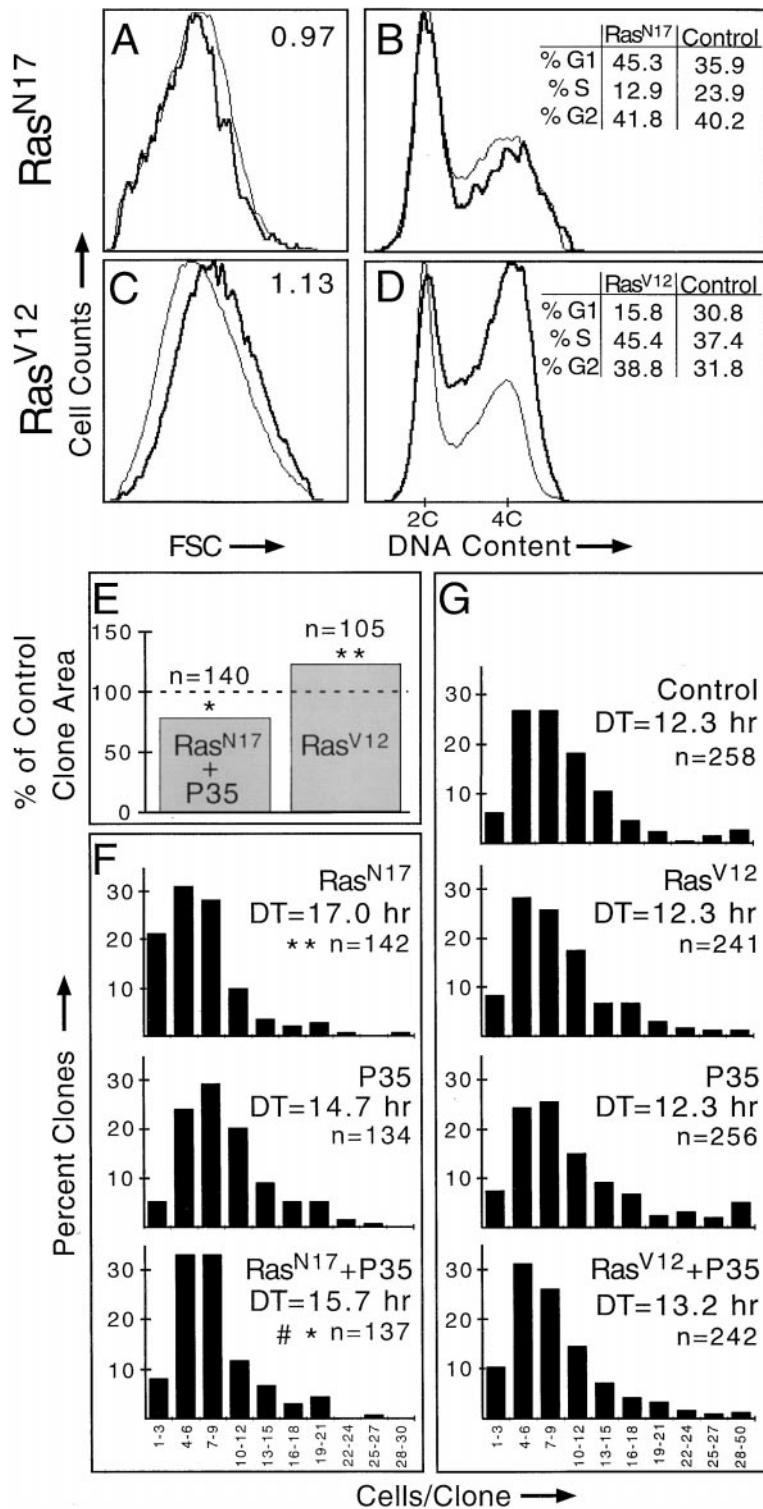 Ras^N17
A
0.97
B
Ras^N17 Control
% G1 45.3 35.9
% S 12.9 23.9
% G2 41.8 40.2
Ras^V12
Cell Counts
C
1.13
D
Ras^V12 Control
% G1 15.8 30.8
% S 45.4 37.4
% G2 38.8 31.8
2C 4C
FSC
DNA Content
E
% of Control
Clone Area
150
100
50
0
n=140
*
Ras^N17
+
P35
n=105
**
Ras^V12
F
Percent Clones
30
20
10
Ras^N17
DT=17.0 hr
** n=142
30
20
10
P35
DT=14.7 hr
n=134
30
20
10
Ras^N17+P35
DT=15.7 hr
# * n=137
1-3 4-6 7-9 10-12 13-15 16-18 19-21 22-24 25-27 28-30
G
30
20
10
Control
DT=12.3 hr
n=258
30
20
10
Ras^V12
DT=12.3 hr
n=241
30
20
10
P35
DT=12.3 hr
n=256
30
20
10
Ras^V12+P35
DT=13.2 hr
n=242
1-3 4-6 7-9 10-12 13-15 16-18 19-21 22-24 25-27 28-50
Cells/Clone